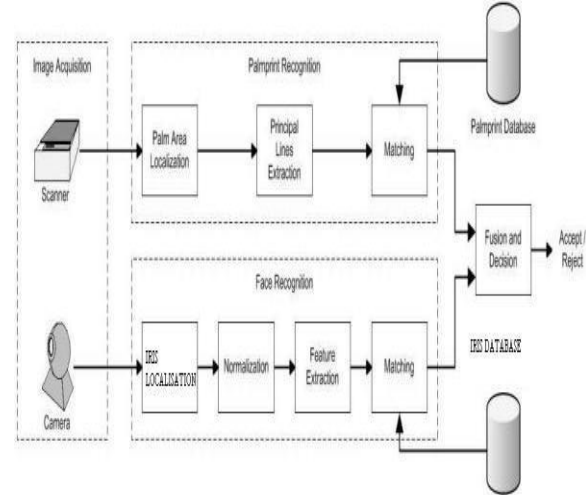 Image Acquisition
Scanner
Camera
Palmprint Recognition
Palm Area
Localization
Principal
Lines
Extraction
Matching
Palmprint Database
Fusion and
Decision
Accept /
Reject
Face Recognition
IRIS
LOCALISATION
Normalization
Feature
Extraction
Matching
IRIS DATABASE